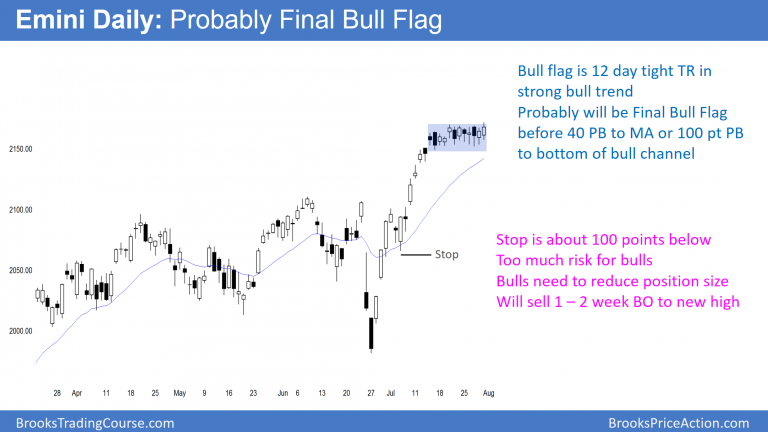 Emini Daily: Probably Final Bull Flag
Bull flag is 12 day tight TR in
strong bull trend
Probably will be Final Bull Flag
before 40 PB to MA or 100 pt PB
to bottom of bull channel
2150.00
2100.00
2050.00
2000.00
Stop
Stop is about 100 points below
Too much risk for bulls
Bulls need to reduce position size
Will sell 1 – 2 week BO to new high
28 Apr 11 18 25 May 9 16 23 Jun 6 13 20 27 Jul 11 18 25 Aug
BrooksTradingCourse.com
BrooksPriceAction.com